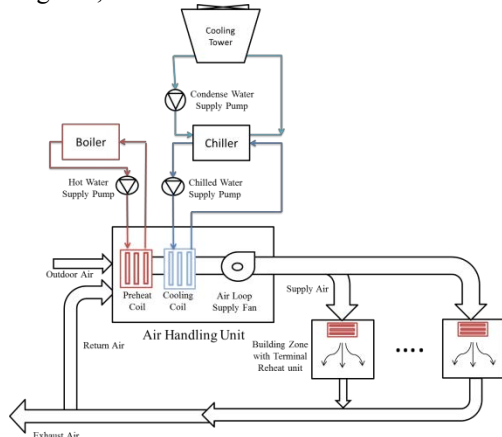 Cooling
Tower
Condense Water
Supply Pump
Boiler
Chiller
Hot Water
Supply Pump
Chilled Water
Supply Pump
Outdoor Air
Preheat
Coil
Cooling
Coil
Air Loop
Supply Fan
Supply Air
Air Handling Unit
Return Air
Building Zone
with Terminal
Reheat unit
Exhaust Air